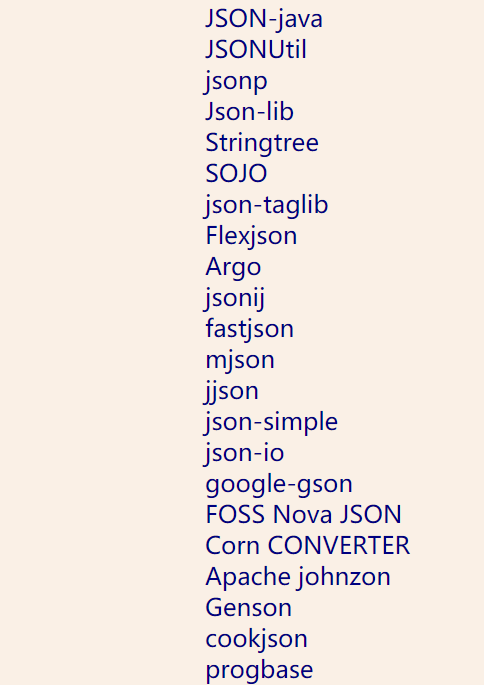 JSON-java
JSONUtil
jsonp
Json-lib
Stringtree
SOJO
json-taglib
Flexjson
Argo
jsonij
fastjson
mjson
jjson
json-simple
json-io
google-gson
FOSS Nova JSON
Corn CONVERTER
Apache johnzon
Genson
cookjson
progbase